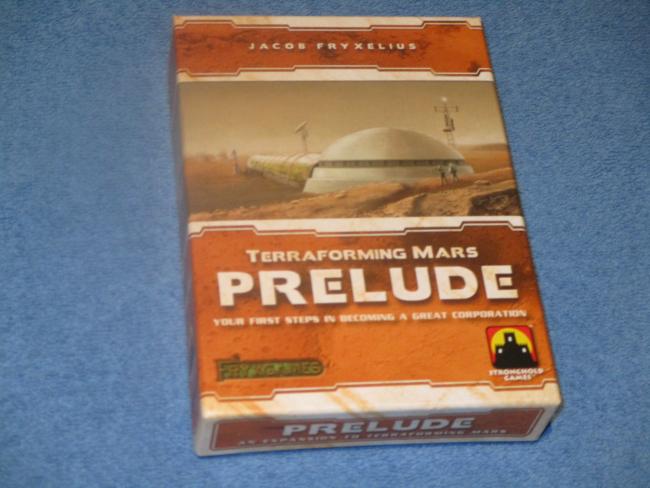 JACOB FRYXELIUS
TERRAFORMING MARS
PRELUDE
YOUR FIRST STEPS IN BECOMING A GREAT CORPORATION
FRYXGAMES
STRONGHOLD
GAMES
PRELUDE
AN EXPANSION TO TERRAFORMING MARS